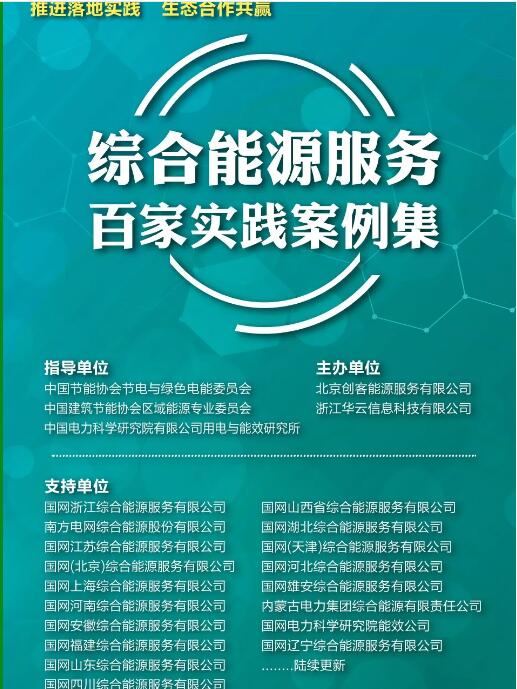 推进落地实践 生态合作共赢
综合能源服务
百家实践案例集
指导单位
中国节能协会节电与绿色电能委员会
中国建筑节能协会区域能源专业委员会
中国电力科学研究院有限公司用电与能效研究所
主办单位
北京创客能源服务有限公司
浙江华云信息科技有限公司
支持单位
国网浙江综合能源服务有限公司
南方电网综合能源股份有限公司
国网江苏综合能源服务有限公司
国网(北京)综合能源服务有限公司
国网上海综合能源服务有限公司
国网河南综合能源服务有限公司
国网安徽综合能源服务有限公司
国网福建综合能源服务有限公司
国网山东综合能源服务有限公司
国网四川综合能源服务有限公司
国网山西省综合能源服务有限公司
国网湖北综合能源服务有限公司
国网(天津)综合能源服务有限公司
国网河北综合能源服务有限公司
国网雄安综合能源服务有限公司
内蒙古电力集团综合能源有限责任公司
国网电力科学研究院能效公司
国网辽宁综合能源服务有限公司
........陆续更新